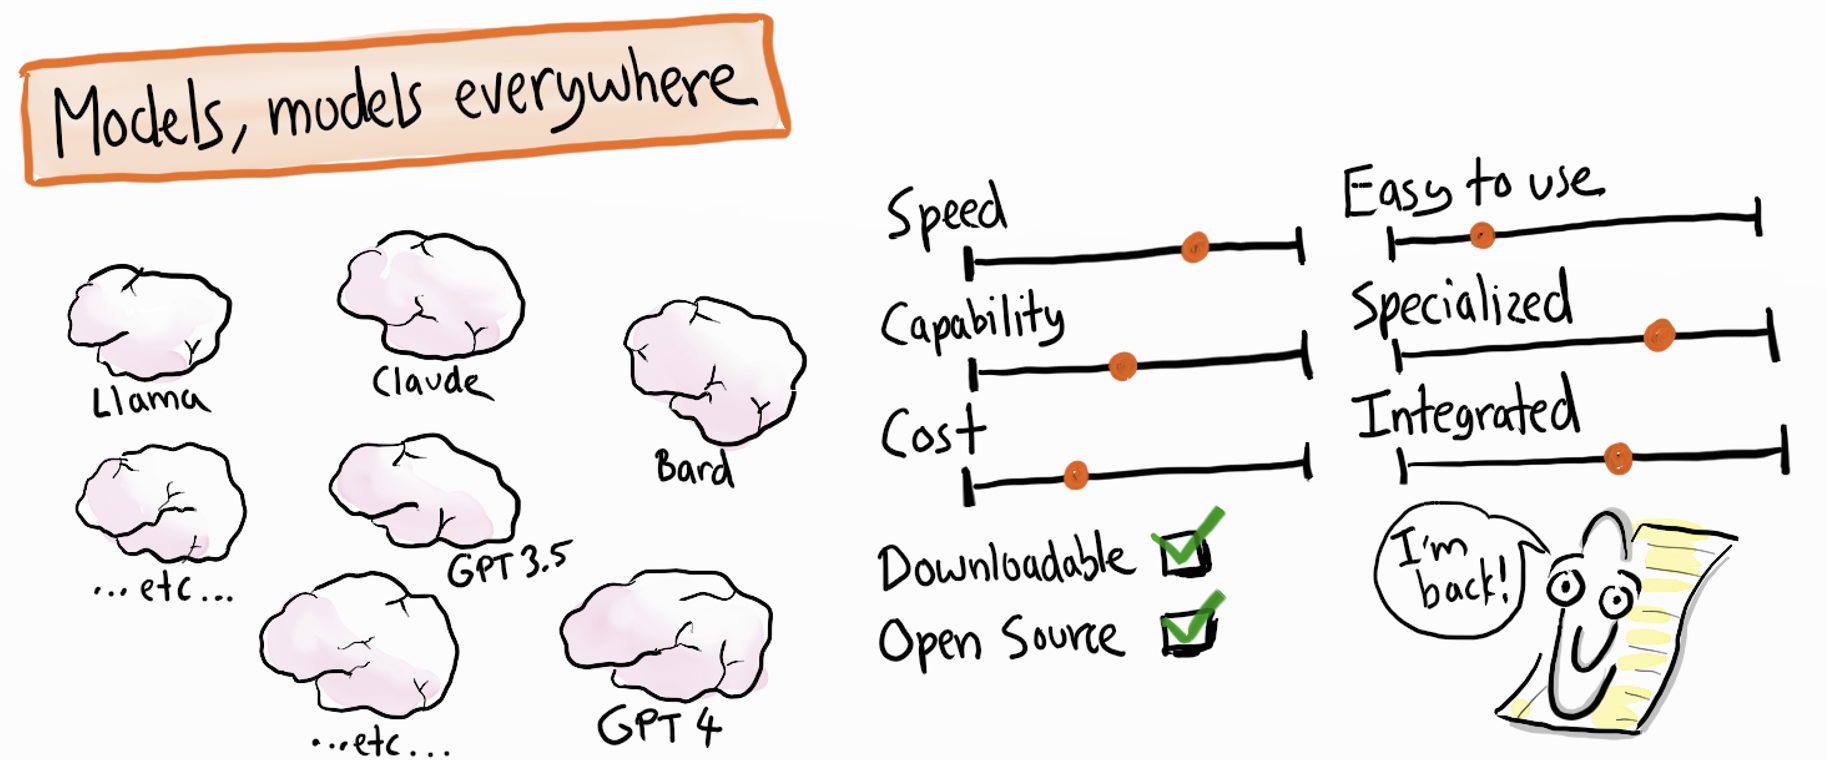 Models, models everywhere
Llama
Claude
Bard
...etc...
GPT 3.5
...etc...
GPT 4
Speed
Capability
Cost
Downloadable
Open Source
Easy to use
Specialized
Integrated
I'm
back!